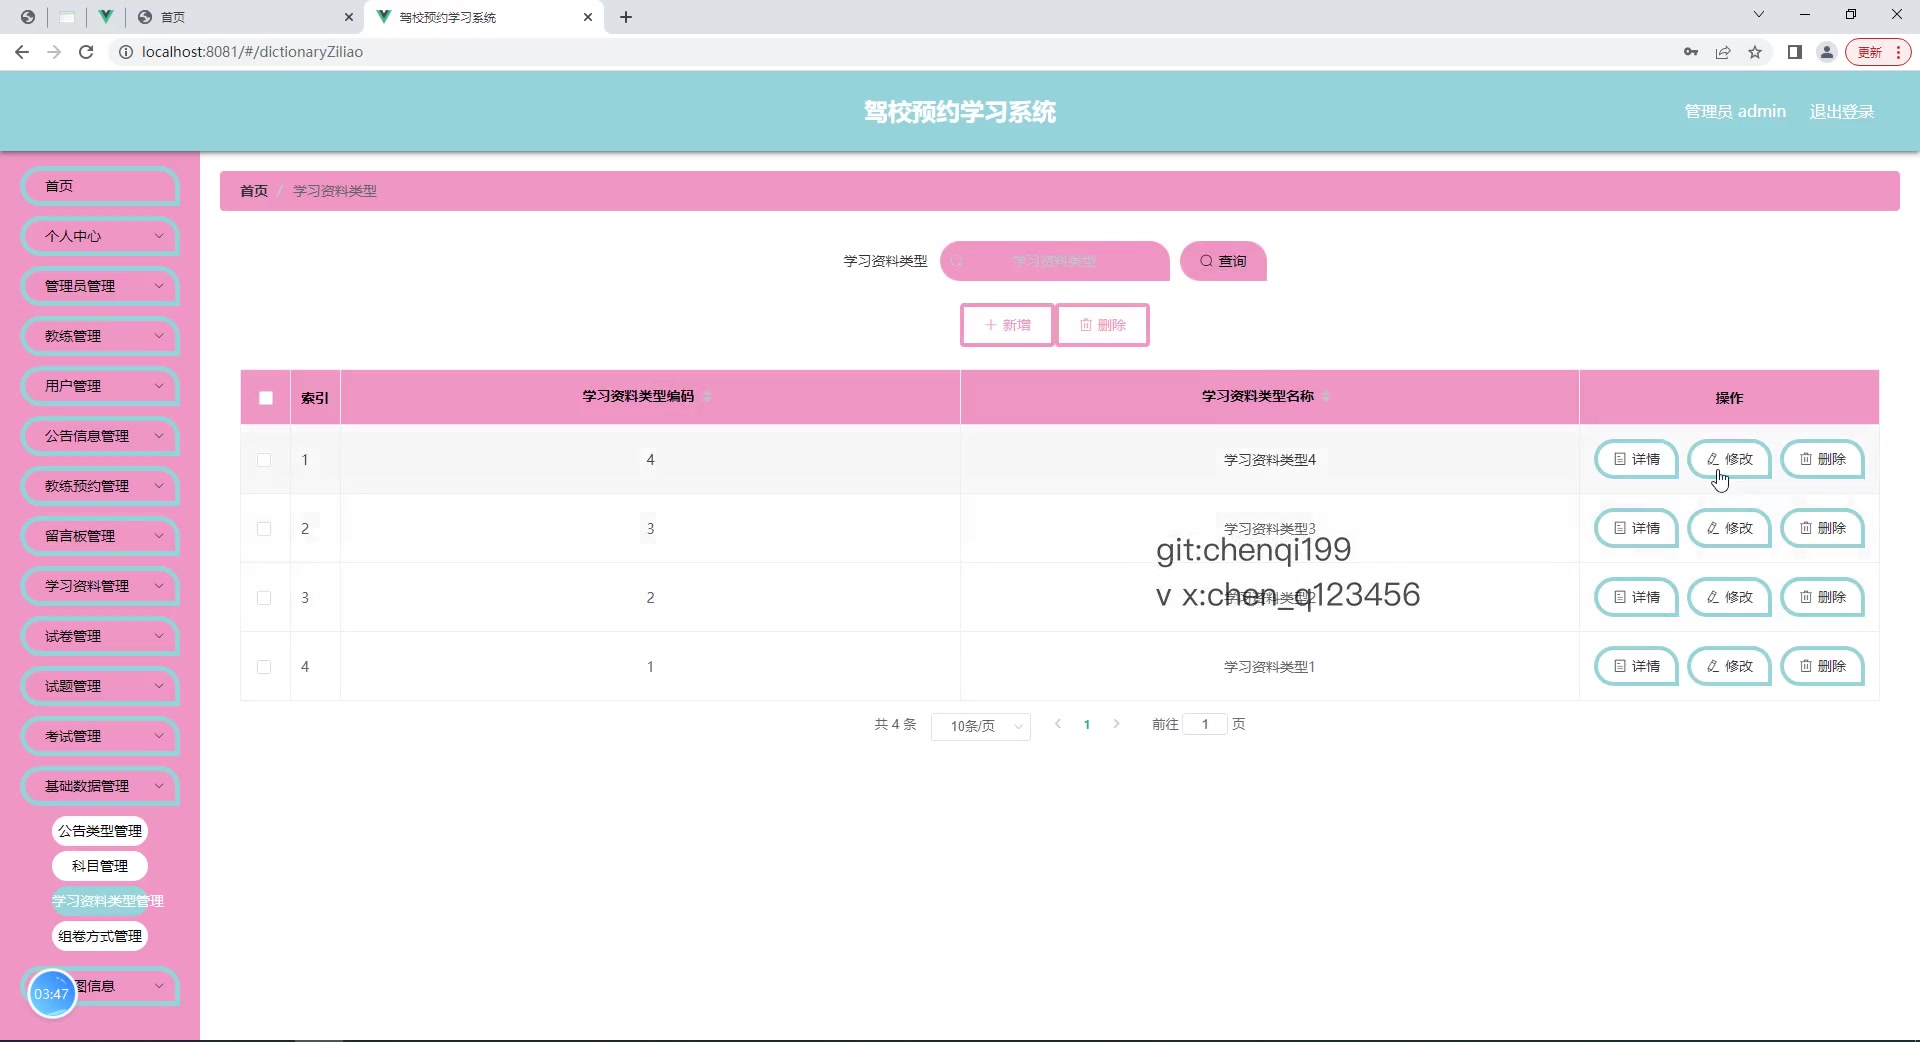 首页
驾校预约学习系统
localhost:8081/#/dictionaryZiliao
更新
驾校预约学习系统
管理员 admin
退出登录
首页
个人中心
管理员管理
教练管理
用户管理
公告信息管理
教练预约管理
留言板管理
学习资料管理
试卷管理
试题管理
考试管理
基础数据管理
公告类型管理
科目管理
学习资料类型管理
组卷方式管理
图信息
03:47
首页 / 学习资料类型
学习资料类型 学习资料类型 查询
新增 删除
索引 学习资料类型编码 学习资料类型名称 操作
1 4 学习资料类型4 详情 修改 删除
2 3 学习资料类型3 详情 修改 删除
git:chenqi199
3 2 学习资料类型2 详情 修改 删除
v x:chen_q123456
4 1 学习资料类型1 详情 修改 删除
共 4 条 10条/页 1 前往 1 页